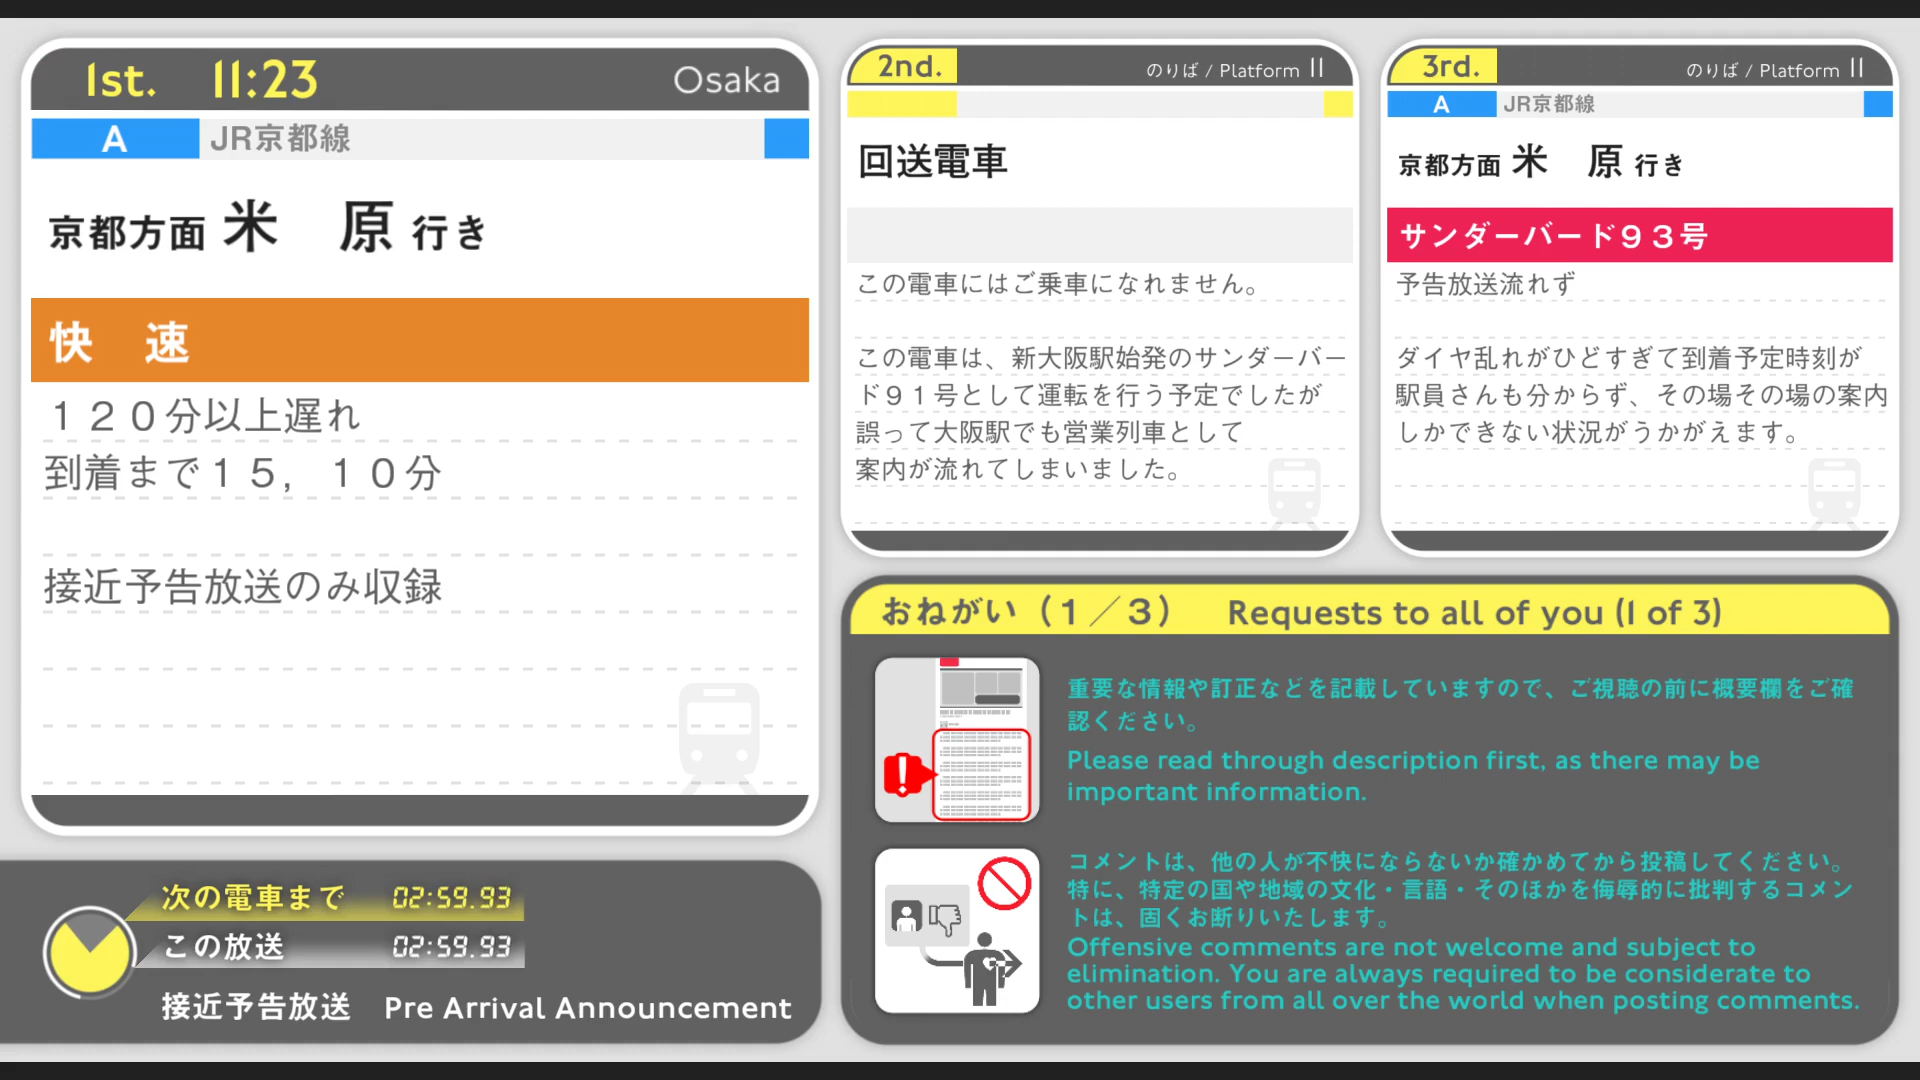 1st. 11:23 Osaka
A JR京都線
京都方面 米　原 行き
快　速
１２０分以上遅れ
到着まで１５，１０分
接近予告放送のみ収録
2nd. のりば / Platform 11
回送電車
この電車にはご乗車になれません。
この電車は、新大阪駅始発のサンダーバー
ド９１号として運転を行う予定でしたが
誤って大阪駅でも営業列車として
案内が流れてしまいました。
3rd. のりば / Platform 11
A JR京都線
京都方面 米　原 行き
サンダーバード９３号
予告放送流れず
ダイヤ乱れがひどすぎて到着予定時刻が
駅員さんも分からず、その場その場の案内
しかできない状況がうかがえます。
おねがい（１／３） Requests to all of you (1 of 3)
重要な情報や訂正などを記載していますので、ご視聴の前に概要欄をご確
認ください。
Please read through description first, as there may be
important information.
コメントは、他の人が不快にならないか確かめてから投稿してください。
特に、特定の国や地域の文化・言語・そのほかを侮辱的に批判するコメン
トは、固くお断りいたします。
Offensive comments are not welcome and subject to
elimination. You are always required to be considerate to
other users from all over the world when posting comments.
次の電車まで 02:59.93
この放送 02:59.93
接近予告放送 Pre Arrival Announcement